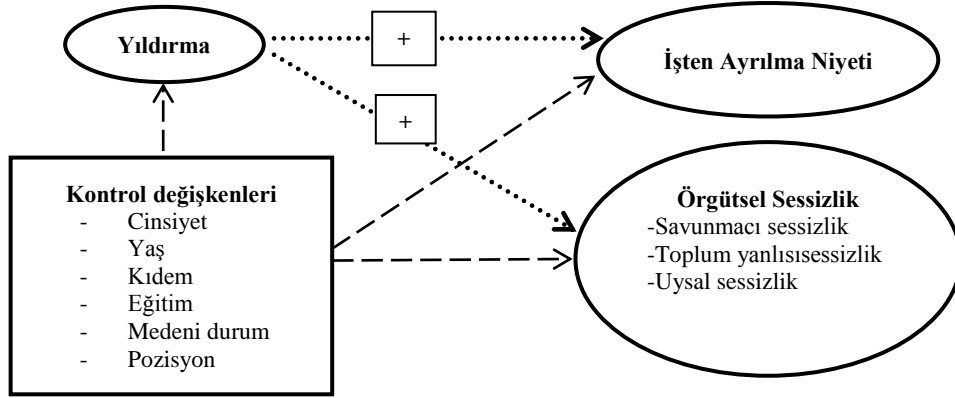 Yıldırma
+
İşten Ayrılma Niyeti
+
Kontrol değişkenleri
- Cinsiyet
- Yaş
- Kıdem
- Eğitim
- Medeni durum
- Pozisyon
Örgütsel Sessizlik
-Savunmacı sessizlik
-Toplum yanlısısessizlik
-Uysal sessizlik